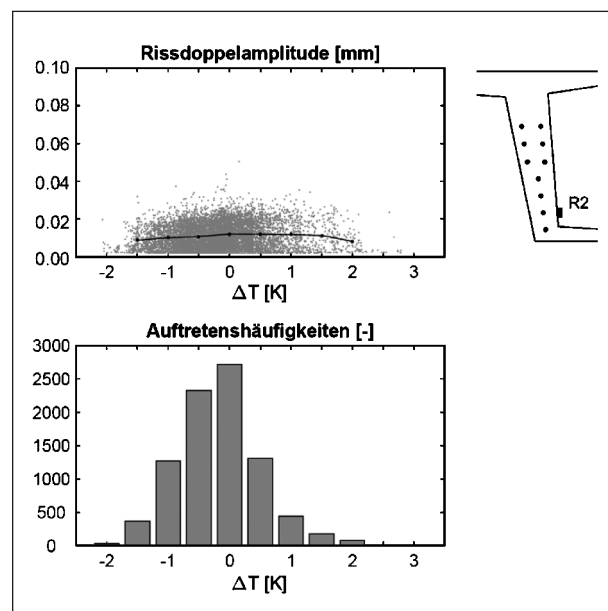 Rissdoppelamplitude [mm]
0.10
0.08
0.06
0.04
0.02
0.00
-2 -1 0 1 2 3
ΔT [K]
R2
Auftretenshäufigkeiten [-]
3000
2500
2000
1500
1000
500
0
-2 -1 0 1 2 3
ΔT [K]